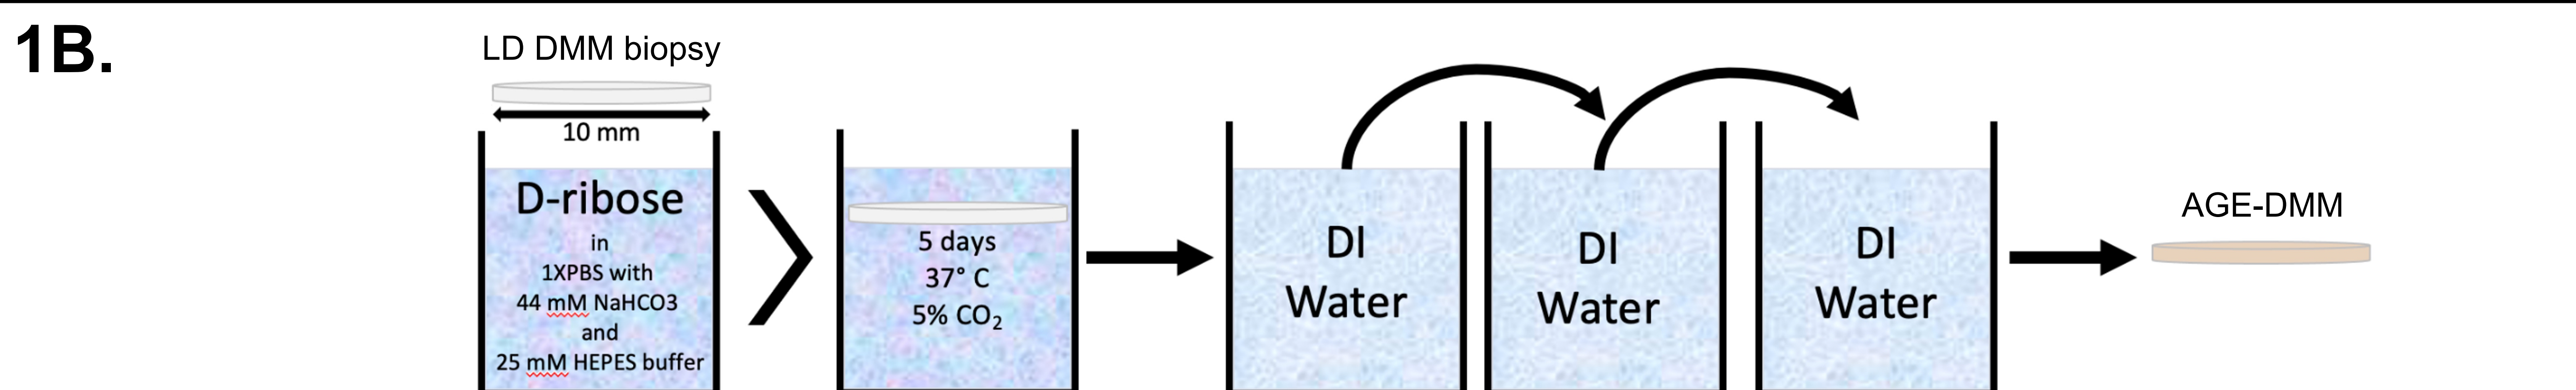 1B.
LD DMM biopsy
10 mm
D-ribose
in
1XPBS with
44 mM NaHCO3
and
25 mM HEPES buffer
5 days
37° C
5% CO₂
DI
Water
DI
Water
DI
Water
AGE-DMM